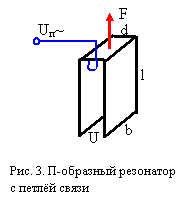 F
Uп~
d
l
U
b
Рис. 3. П-образный резонатор
с петлёй связи